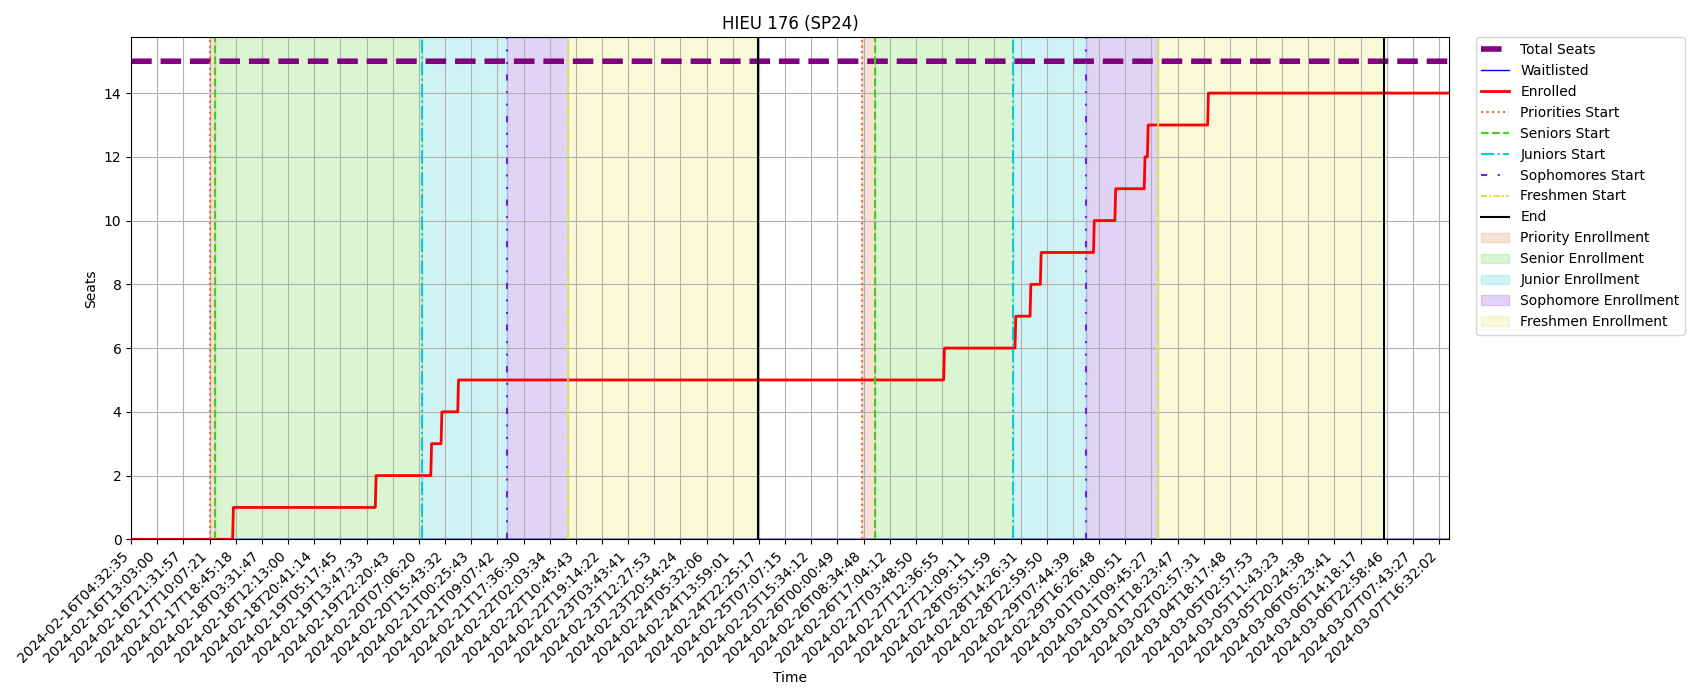 HIEU 176 (SP24)
Seats
14
12
10
8
6
4
2
0
2024-02-16T04:32:35
2024-02-16T13:03:00
2024-02-16T21:31:57
2024-02-17T10:07:21
2024-02-17T18:45:18
2024-02-18T03:31:47
2024-02-18T12:13:00
2024-02-18T20:41:14
2024-02-19T05:17:45
2024-02-19T13:47:33
2024-02-19T22:20:43
2024-02-20T07:06:20
2024-02-20T15:43:32
2024-02-21T00:25:43
2024-02-21T09:07:42
2024-02-21T17:36:30
2024-02-22T02:03:34
2024-02-22T10:45:43
2024-02-22T19:14:22
2024-02-23T03:43:41
2024-02-23T12:27:53
2024-02-23T20:54:24
2024-02-24T05:32:06
2024-02-24T13:59:01
2024-02-24T22:25:17
2024-02-25T07:07:15
2024-02-25T15:34:12
2024-02-26T00:00:49
2024-02-26T08:34:48
2024-02-26T17:04:12
2024-02-27T03:48:50
2024-02-27T12:36:55
2024-02-27T21:09:11
2024-02-28T05:51:59
2024-02-28T14:26:31
2024-02-28T22:59:50
2024-02-29T07:44:39
2024-02-29T16:26:48
2024-03-01T01:00:51
2024-03-01T09:45:27
2024-03-01T18:23:47
2024-03-02T02:57:31
2024-03-04T18:17:48
2024-03-05T02:57:53
2024-03-05T11:43:23
2024-03-05T20:24:38
2024-03-06T05:23:41
2024-03-06T14:18:17
2024-03-06T22:58:46
2024-03-07T07:43:27
2024-03-07T16:32:02
Time
Total Seats
Waitlisted
Enrolled
Priorities Start
Seniors Start
Juniors Start
Sophomores Start
Freshmen Start
End
Priority Enrollment
Senior Enrollment
Junior Enrollment
Sophomore Enrollment
Freshmen Enrollment